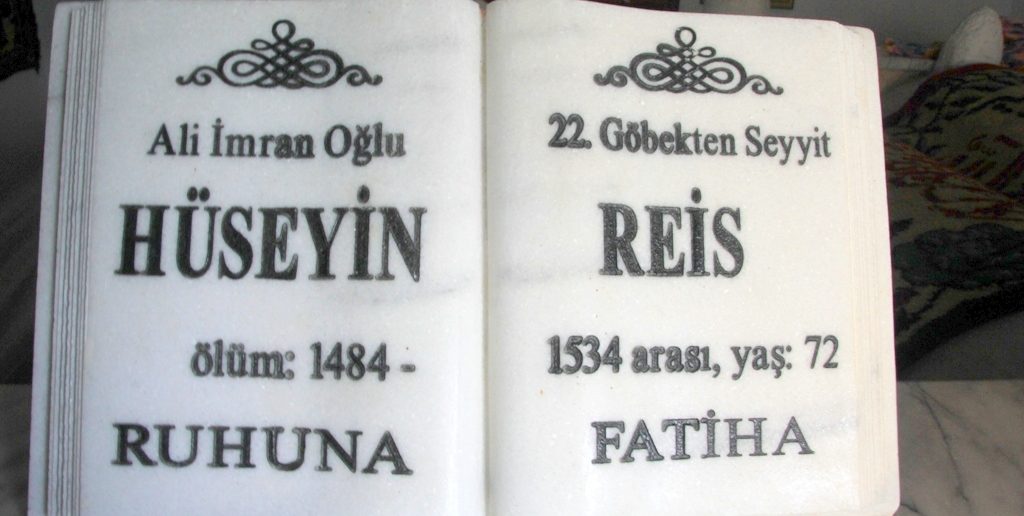 Ali İmran Oğlu
HÜSEYİN
ölüm: 1484 -
RUHUNA
22. Göbekten Seyyit
REİS
1534 arası, yaş: 72
FATİHA